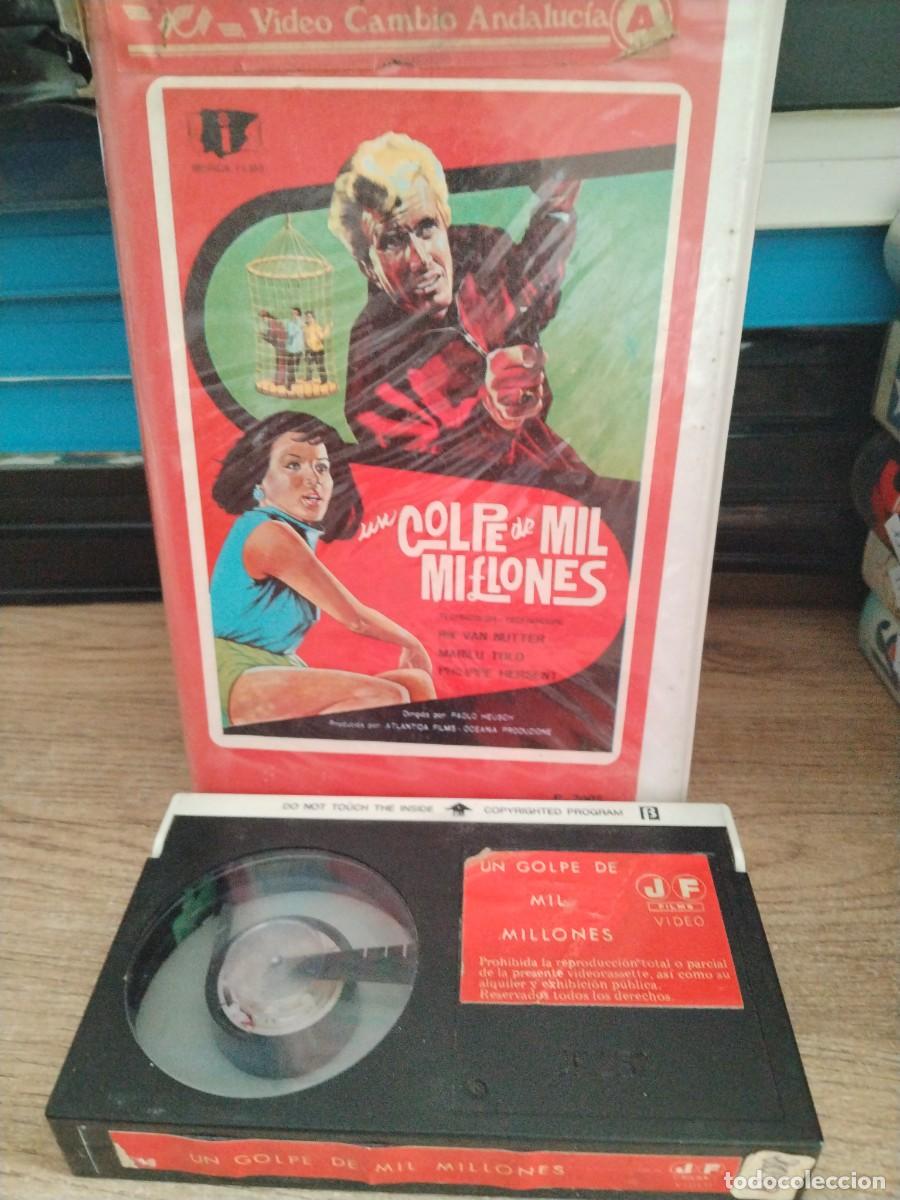 Video Cambio Andalucía A
i
un GOLPE de MIL
MILLONES
RIK VAN NUTTER
MARILU TOLO
PHILIPPE HERSENT
Dirigida por PAOLO HEUSCH
Producida por ATLANTIDA FILMS - OCEANIA PRODUZIONE
DO NOT TOUCH THE INSIDE COPYRIGHTED PROGRAM β
UN GOLPE DE
MIL
MILLONES
JF
FILMS
VIDEO
Prohibida la reproducción total o parcial
de la presente videocassette, así como su
alquiler y exhibición pública.
Reservados todos los derechos.
UN GOLPE DE MIL MILLONES
JF
todocoleccion